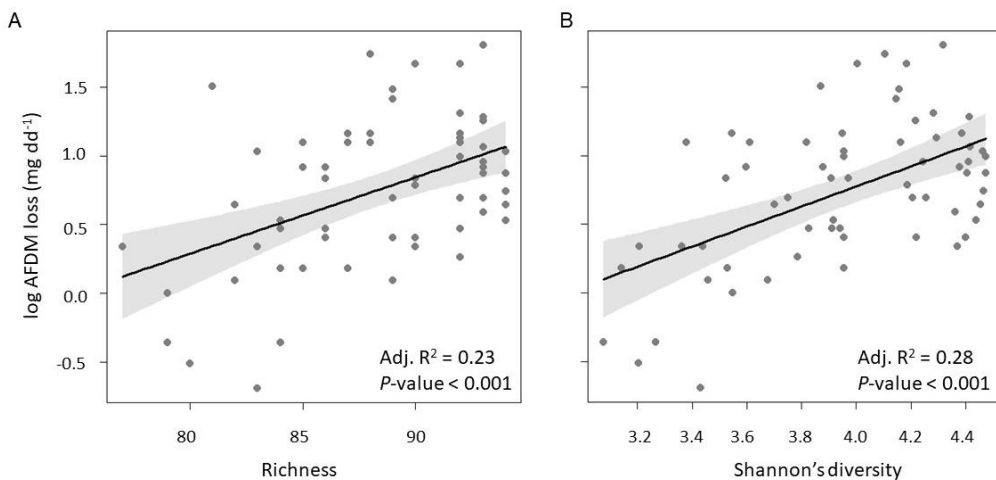 A
B
log AFDM loss (mg dd⁻¹)
1.5
1.0
0.5
0.0
-0.5
Adj. R² = 0.23
P-value < 0.001
80 85 90
Richness
Adj. R² = 0.28
P-value < 0.001
3.2 3.4 3.6 3.8 4.0 4.2 4.4
Shannon's diversity